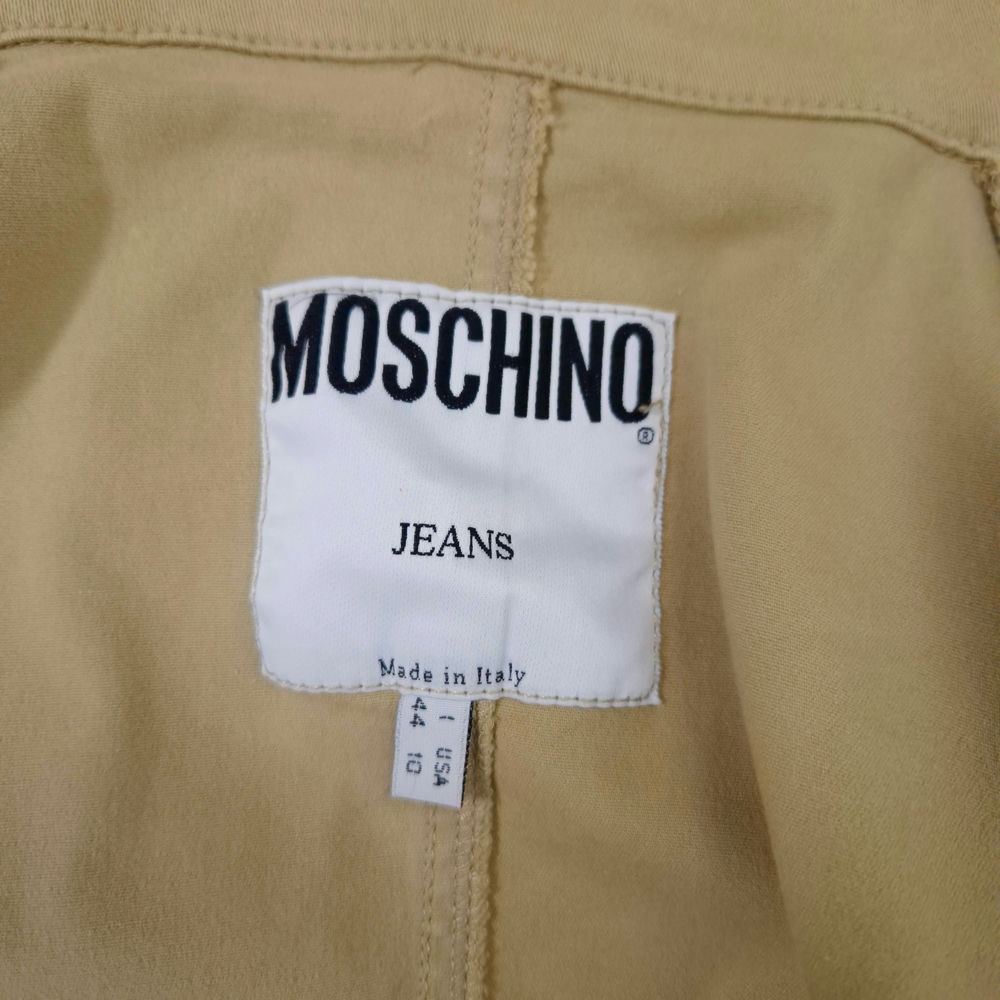 MOSCHINO
®
JEANS
Made in Italy
I USA
44 10